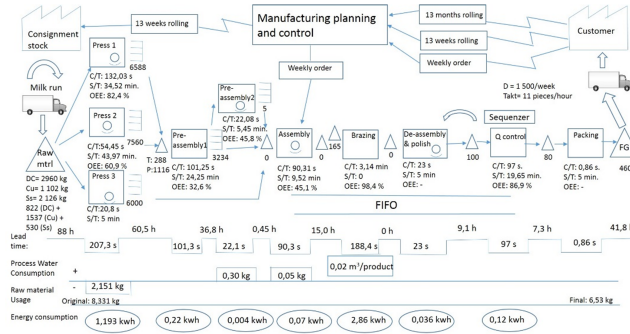 Consignment
stock
13 weeks rolling
Manufacturing planning
and control
13 months rolling
13 weeks rolling
Weekly order
Customer
Weekly order
Milk run
Press 1
6588
C/T: 132,03 s
S/T: 34,52 min.
OEE: 82,4 %
Press 2
7560
C/T:54,45 s
S/T: 43,97 min.
OEE: 60,9 %
Press 3
6000
C/T:20,8 s
S/T: 5 min
Raw
mtrl
DC= 2960 kg
Cu= 1 102 kg
Ss= 2 126 kg
822 (DC) +
1537 (Cu) +
530 (Ss)
T: 288
P:1116
Pre-
assembly1
3234
C/T: 101,25 s
S/T: 24,25 min
OEE: 32,6 %
Pre-
assembly2
5
C/T:22,08 s
S/T: 5,45 min.
OEE: 45,8 %
0
Assembly
C/T: 90,31 s
S/T: 9,52 min
OEE: 45,1 %
165
0
Brazing
C/T: 3,14 min
S/T: 0
OEE: 98,4 %
0
De-assembly
& polish
C/T: 23 s
S/T: 5 min
OEE: -
100
D = 1 500/week
Takt= 11 pieces/hour
Sequenzer
Q control
C/T: 97 s.
S/T: 19,65 min.
OEE: 86,9 %
80
Packing
C/T: 0,86 s.
S/T: 5 min.
OEE: -
FG
460
FIFO
Lead
time:
88 h
207,3 s
60,5 h
101,3 s
36,8 h
22,1 s
0,45 h
90,3 s
15,0 h
188,4 s
0 h
23 s
9,1 h
97 s
7,3 h
0,86 s
41,8
Process Water
Consumption
+
0,30 kg
0,05 kg
0,02 m³/product
Raw material
Usage
-
2,151 kg
Original: 8,331 kg
Final: 6,53 kg
Energy consumption
1,193 kwh
0,22 kwh
0,004 kwh
0,07 kwh
2,86 kwh
0,036 kwh
0,12 kwh